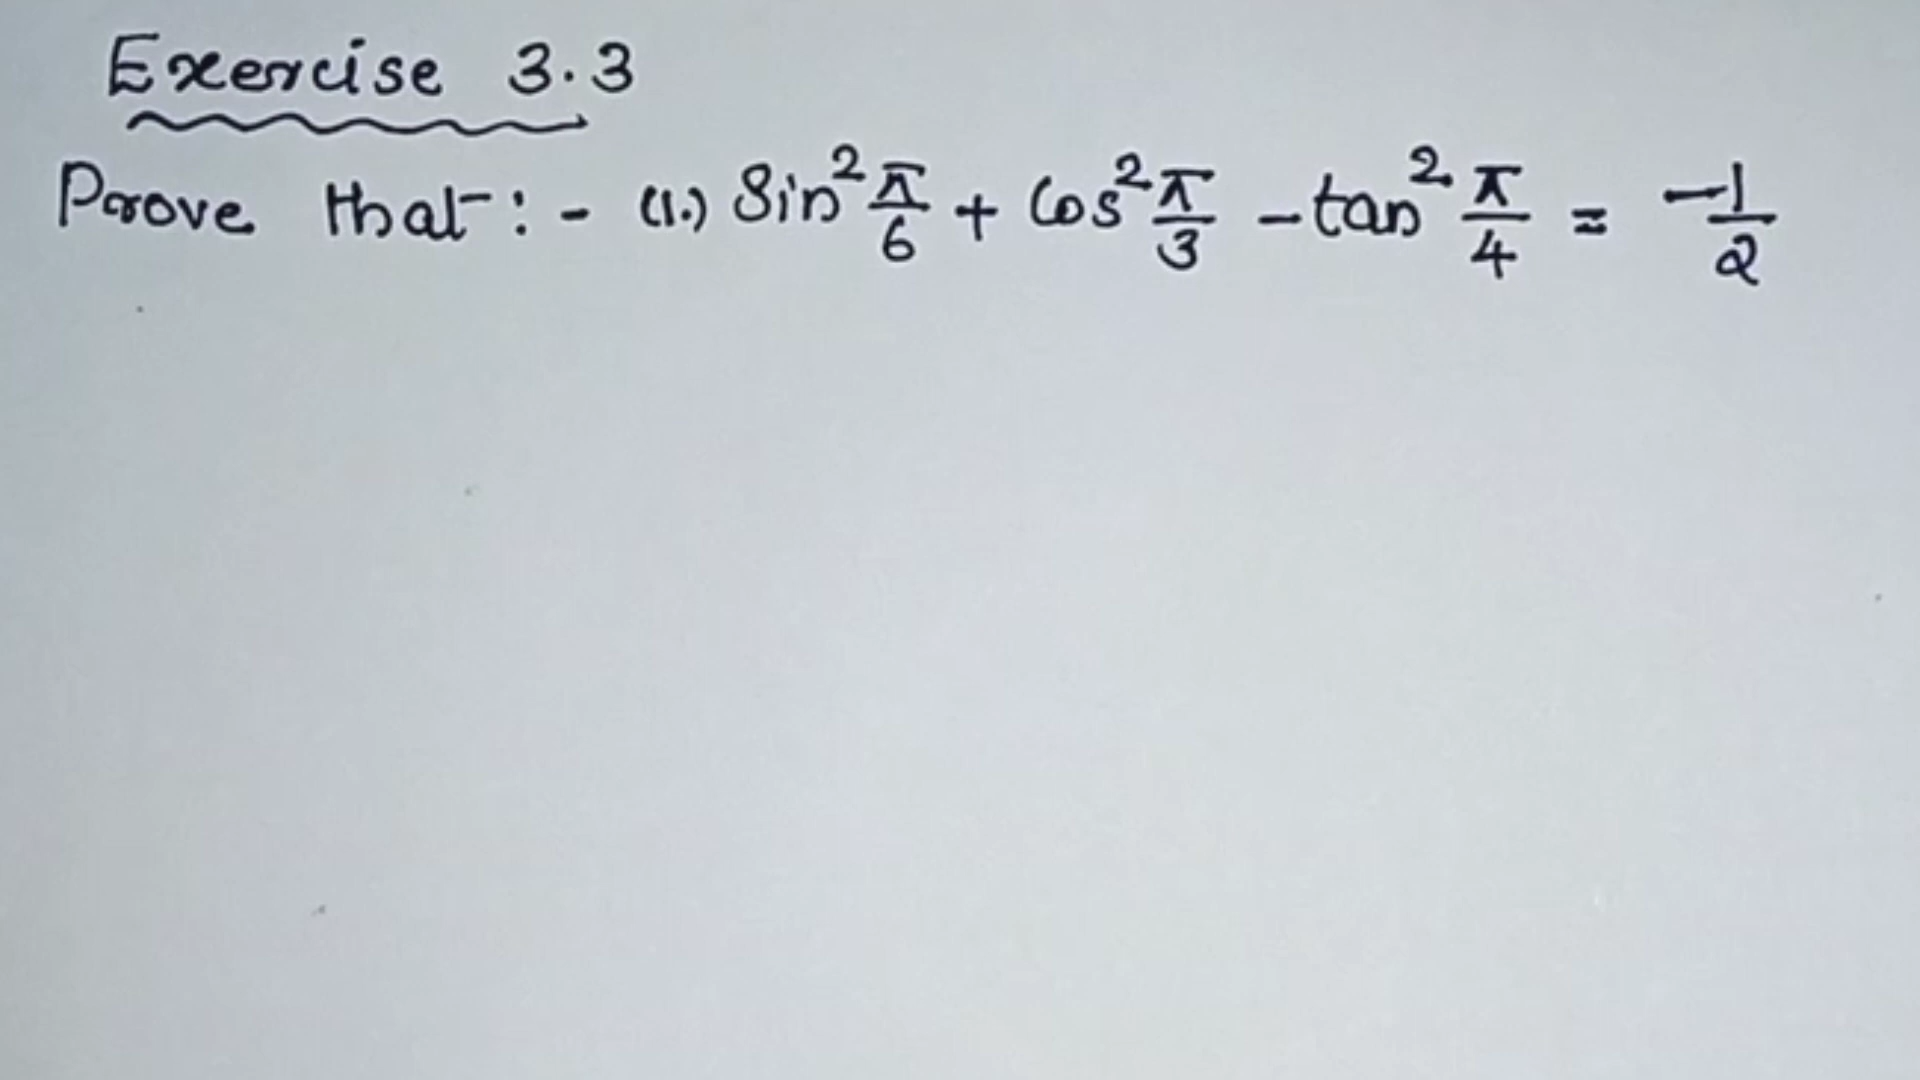 Exercise 3.3
Prove that:- (1.) Sin²π/6 + Cos²π/3 - tan²π/4 = -1/2